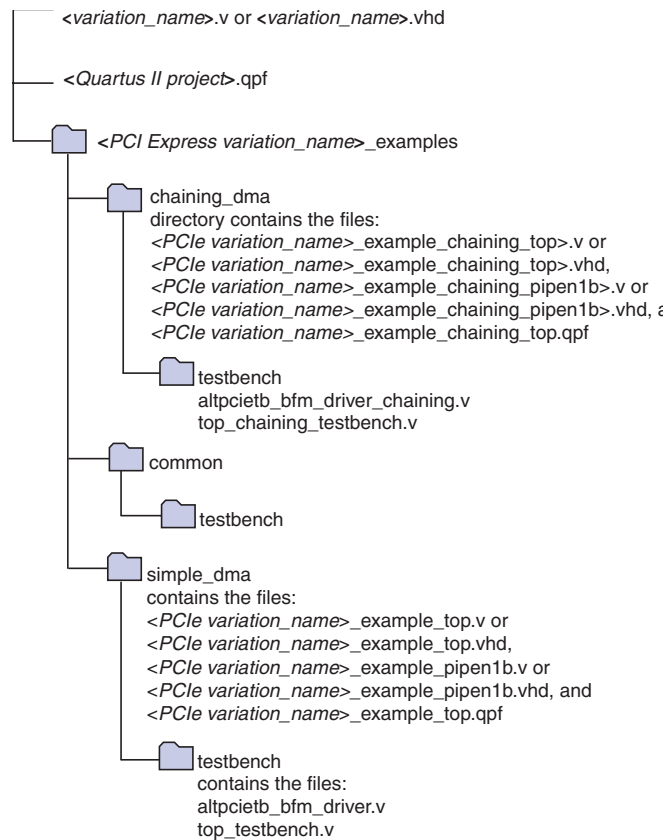 <variation_name>.v or <variation_name>.vhd
<Quartus II project>.qpf
<PCI Express variation_name>_examples
chaining_dma
directory contains the files:
<PCIe variation_name>_example_chaining_top>.v or
<PCIe variation_name>_example_chaining_top>.vhd,
<PCIe variation_name>_example_chaining_pipen1b>.v or
<PCIe variation_name>_example_chaining_pipen1b>.vhd,
<PCIe variation_name>_example_chaining_top.qpf
testbench
altpcietb_bfm_driver_chaining.v
top_chaining_testbench.v
common
testbench
simple_dma
contains the files:
<PCIe variation_name>_example_top.v or
<PCIe variation_name>_example_top.vhd,
<PCIe variation_name>_example_pipen1b.v or
<PCIe variation_name>_example_pipen1b.vhd, and
<PCIe variation_name>_example_top.qpf
testbench
contains the files:
altpcietb_bfm_driver.v
top_testbench.v